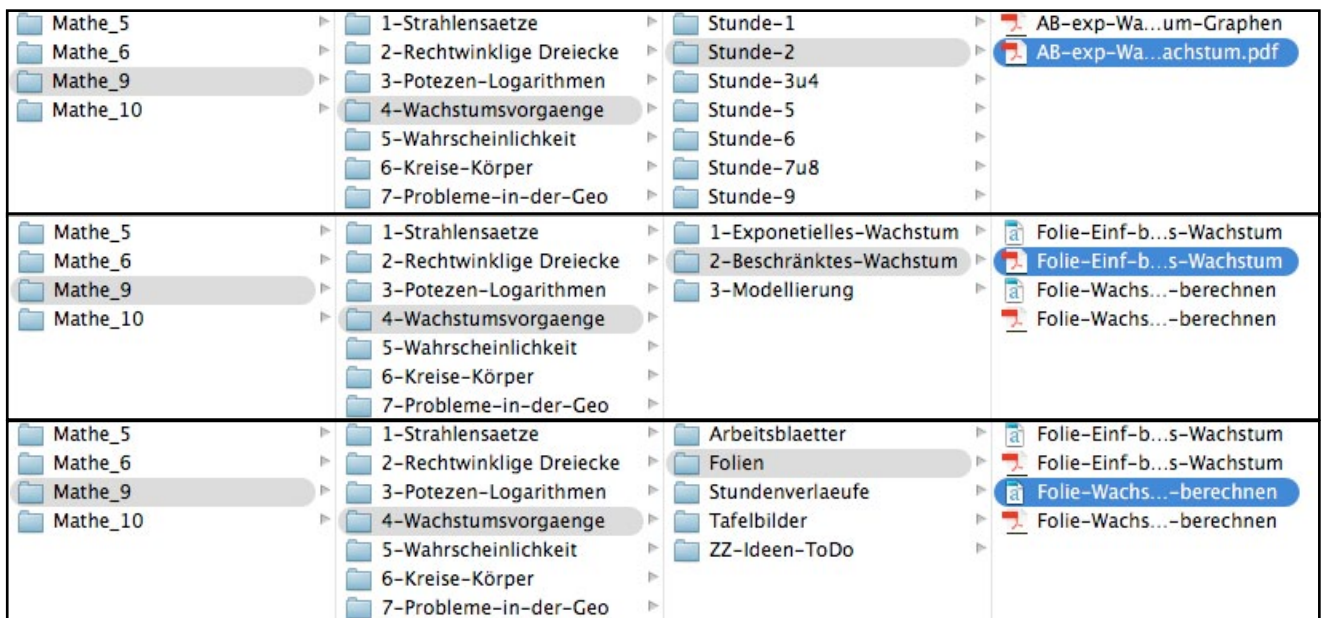 Mathe_5
Mathe_6
Mathe_9
Mathe_10
1-Strahlensaetze
2-Rechtwinklige Dreiecke
3-Potezen-Logarithmen
4-Wachstumsvorgaenge
5-Wahrscheinlichkeit
6-Kreise-Körper
7-Probleme-in-der-Geo
Stunde-1
Stunde-2
Stunde-3u4
Stunde-5
Stunde-6
Stunde-7u8
Stunde-9
AB-exp-Wa...um-Graphen
AB-exp-Wa...achstum.pdf
Mathe_5
Mathe_6
Mathe_9
Mathe_10
1-Strahlensaetze
2-Rechtwinklige Dreiecke
3-Potezen-Logarithmen
4-Wachstumsvorgaenge
5-Wahrscheinlichkeit
6-Kreise-Körper
7-Probleme-in-der-Geo
1-Exponetielles-Wachstum
2-Beschränktes-Wachstum
3-Modellierung
Folie-Einf-b...s-Wachstum
Folie-Einf-b...s-Wachstum
Folie-Wachs...-berechnen
Folie-Wachs...-berechnen
Mathe_5
Mathe_6
Mathe_9
Mathe_10
1-Strahlensaetze
2-Rechtwinklige Dreiecke
3-Potezen-Logarithmen
4-Wachstumsvorgaenge
5-Wahrscheinlichkeit
6-Kreise-Körper
7-Probleme-in-der-Geo
Arbeitsblaetter
Folien
Stundenverlaeufe
Tafelbilder
ZZ-Ideen-ToDo
Folie-Einf-b...s-Wachstum
Folie-Einf-b...s-Wachstum
Folie-Wachs...-berechnen
Folie-Wachs...-berechnen